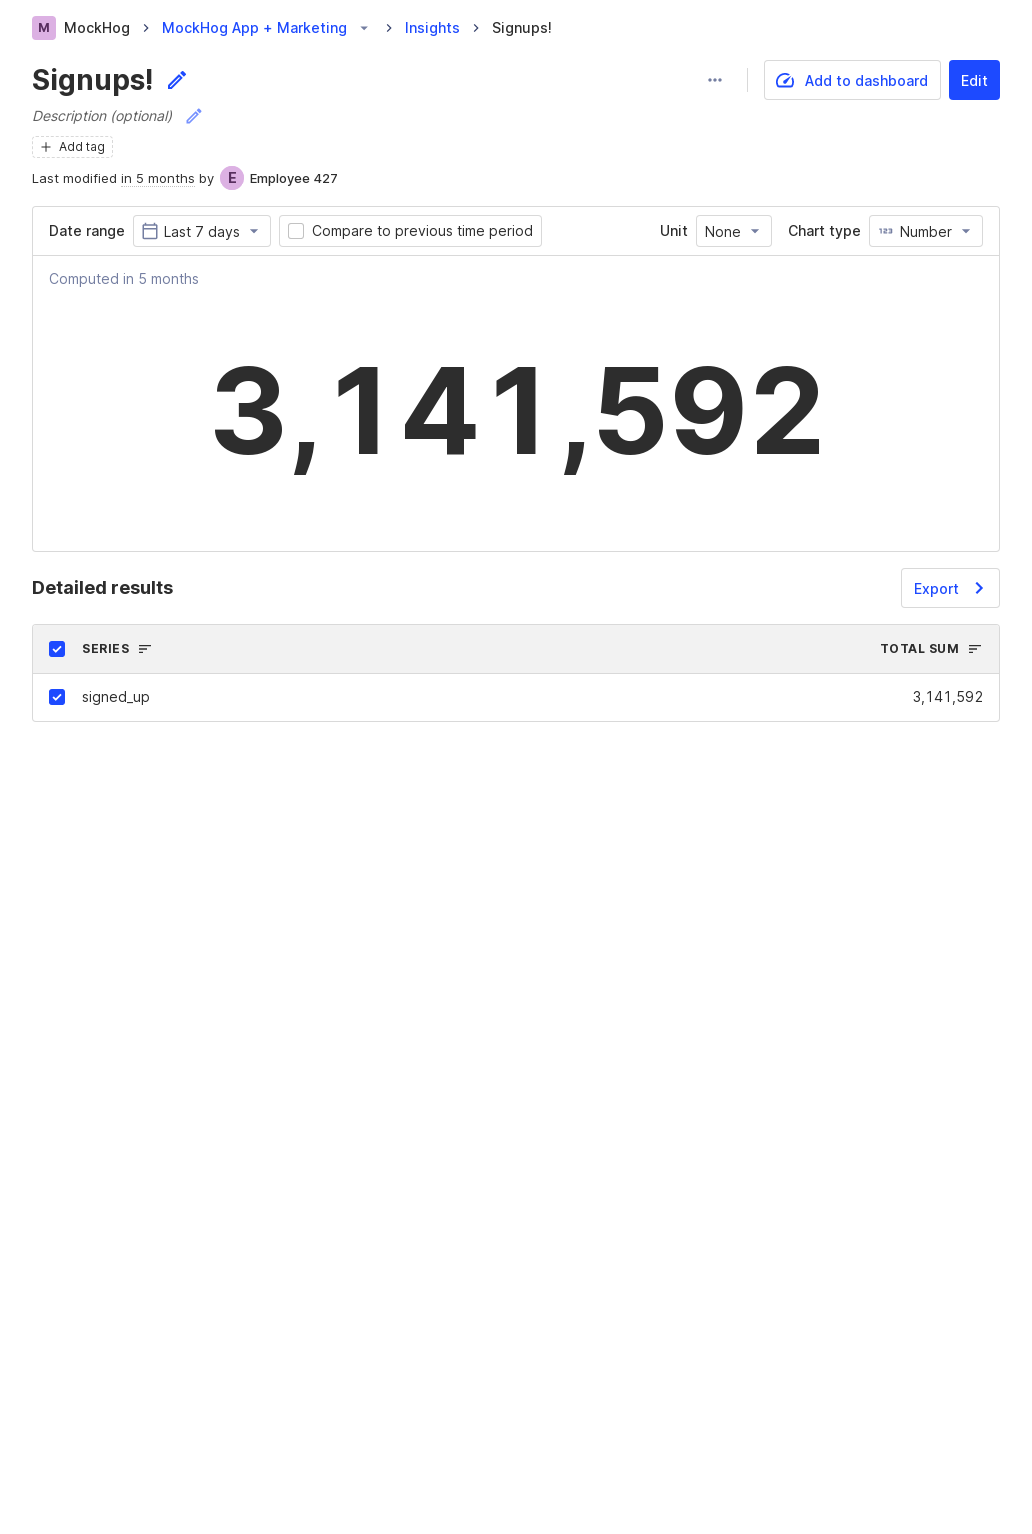 M MockHog MockHog App + Marketing Insights Signups!
Signups!
Add to dashboard Edit
Description (optional)
Add tag
Last modified in 5 months by E Employee 427
Date range Last 7 days Compare to previous time period Unit None Chart type 123 Number
Computed in 5 months
3,141,592
Detailed results
Export
SERIES TOTAL SUM
signed_up 3,141,592